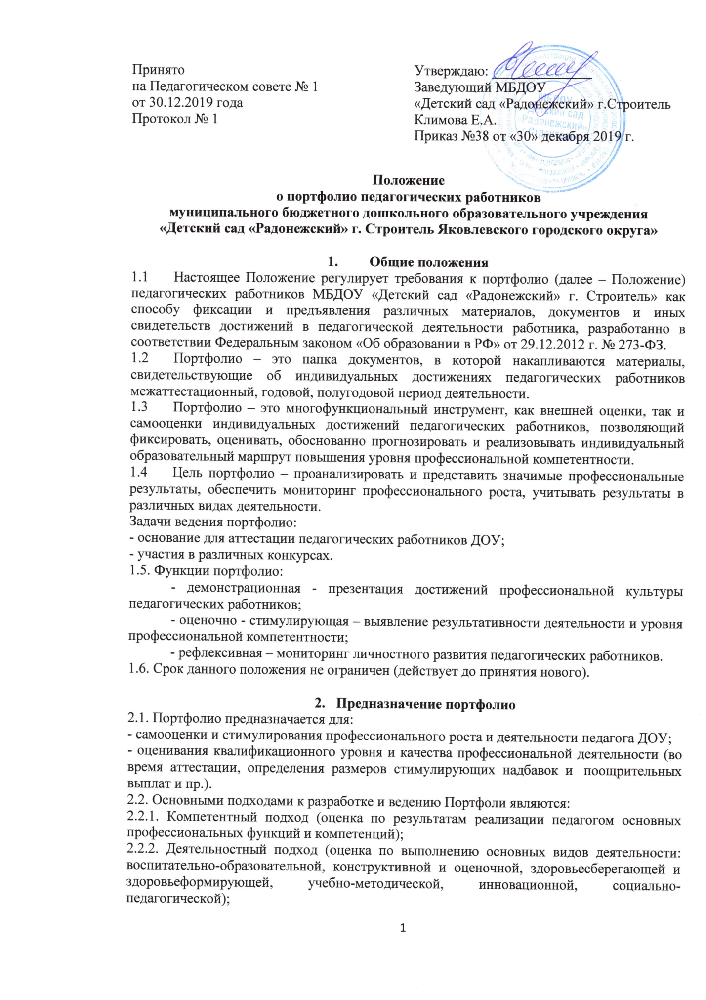 Принято
на Педагогическом совете № 1
от 30.12.2019 года
Протокол № 1
Утверждаю:
Заведующий МБДОУ
«Детский сад «Радонежский» г.Строитель
Климова Е.А.
Приказ №38 от «30» декабря 2019 г.
МБДОУ
Детский сад
«Радонежский»
г.Строитель
Положение
о портфолио педагогических работников
муниципального бюджетного дошкольного образовательного учреждения
«Детский сад «Радонежский» г. Строитель Яковлевского городского округа»
1. Общие положения
1.1 Настоящее Положение регулирует требования к портфолио (далее – Положение)
педагогических работников МБДОУ «Детский сад «Радонежский» г. Строитель» как
способу фиксации и предъявления различных материалов, документов и иных
свидетельств достижений в педагогической деятельности работника, разработанно в
соответствии Федеральным законом «Об образовании в РФ» от 29.12.2012 г. № 273-ФЗ.
1.2 Портфолио – это папка документов, в которой накапливаются материалы,
свидетельствующие об индивидуальных достижениях педагогических работников
межаттестационный, годовой, полугодовой период деятельности.
1.3 Портфолио – это многофункциональный инструмент, как внешней оценки, так и
самооценки индивидуальных достижений педагогических работников, позволяющий
фиксировать, оценивать, обоснованно прогнозировать и реализовывать индивидуальный
образовательный маршрут повышения уровня профессиональной компетентности.
1.4 Цель портфолио – проанализировать и представить значимые профессиональные
результаты, обеспечить мониторинг профессионального роста, учитывать результаты в
различных видах деятельности.
Задачи ведения портфолио:
- основание для аттестации педагогических работников ДОУ;
- участия в различных конкурсах.
1.5. Функции портфолио:
- демонстрационная - презентация достижений профессиональной культуры
педагогических работников;
- оценочно - стимулирующая – выявление результативности деятельности и уровня
профессиональной компетентности;
- рефлексивная – мониторинг личностного развития педагогических работников.
1.6. Срок данного положения не ограничен (действует до принятия нового).
2. Предназначение портфолио
2.1. Портфолио предназначается для:
- самооценки и стимулирования профессионального роста и деятельности педагога ДОУ;
- оценивания квалификационного уровня и качества профессиональной деятельности (во
время аттестации, определения размеров стимулирующих надбавок и поощрительных
выплат и пр.).
2.2. Основными подходами к разработке и ведению Портфоли являются:
2.2.1. Компетентный подход (оценка по результатам реализации педагогом основных
профессиональных функций и компетенций);
2.2.2. Деятельностный подход (оценка по выполнению основных видов деятельности:
воспитательно-образовательной, конструктивной и оценочной, здоровьесберегающей и
здоровьеформирующей, учебно-методической, инновационной, социально-
педагогической);
1